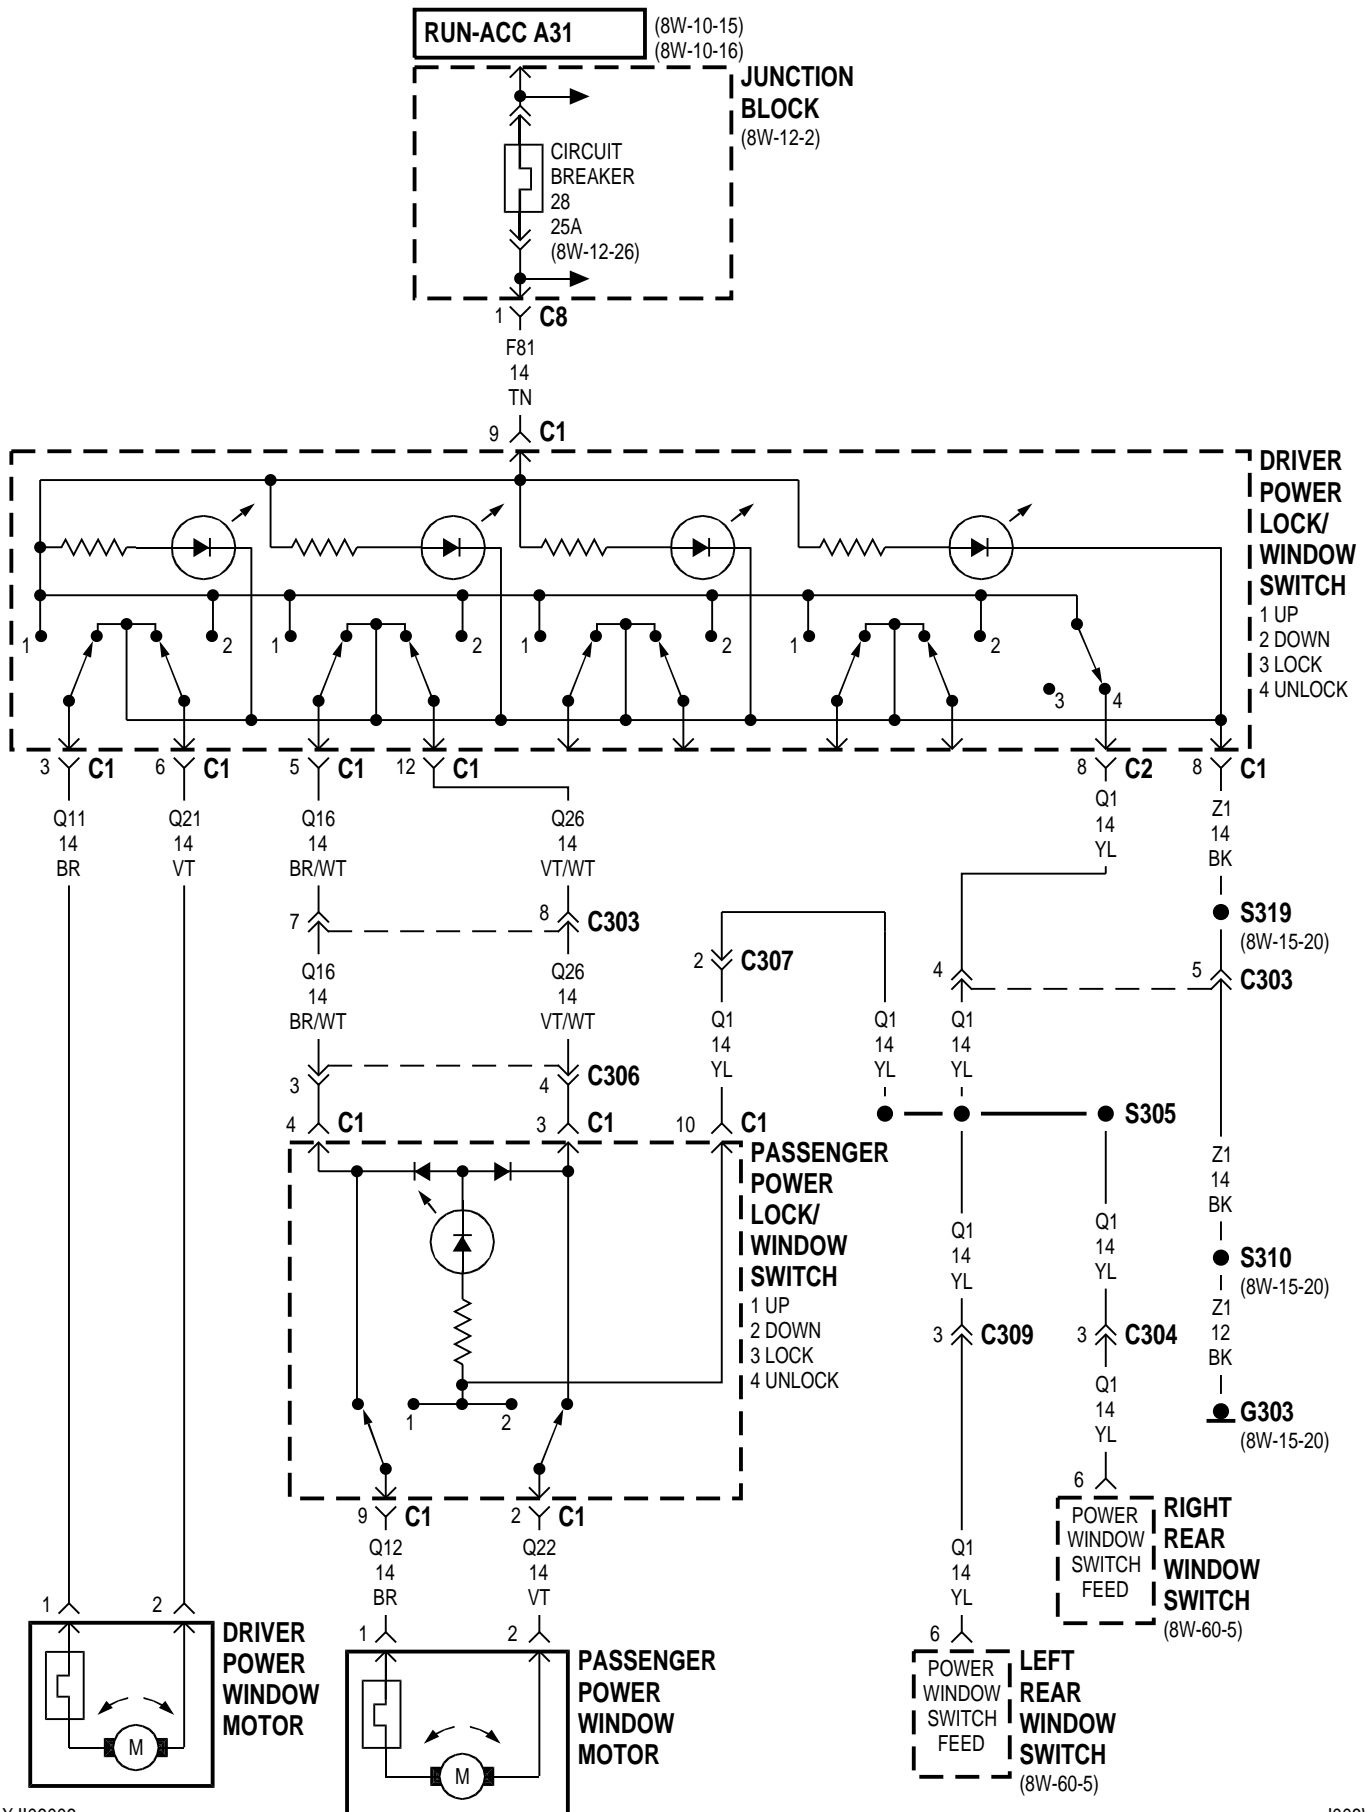 RUN-ACC A31
(8W-10-15)
(8W-10-16)
JUNCTION
BLOCK
(8W-12-2)
CIRCUIT
BREAKER
28
25A
(8W-12-26)
1 C8
F81
14
TN
9 C1
DRIVER
POWER
LOCK/
WINDOW
SWITCH
1 UP
2 DOWN
3 LOCK
4 UNLOCK
1 2 1 2 1 2 1 2
3 4
3 C1 6 C1 5 C1 12 C1 8 C2 8 C1
Q11
14
BR
Q21
14
VT
Q16
14
BR/WT
Q26
14
VT/WT
Q1
14
YL
Z1
14
BK
S319
(8W-15-20)
7 8 C303
2 C307
4 5 C303
Q16
14
BR/WT
Q26
14
VT/WT
Q1
14
YL
Q1
14
YL
Q1
14
YL
3 4 C306
4 C1 3 C1 10 C1
S305
PASSENGER
POWER
LOCK/
WINDOW
SWITCH
1 UP
2 DOWN
3 LOCK
4 UNLOCK
1 2
Z1
14
BK
Q1
14
YL
Q1
14
YL
S310
(8W-15-20)
Z1
12
BK
3 C309
3 C304
Q1
14
YL
G303
(8W-15-20)
6
POWER
WINDOW
SWITCH
FEED
RIGHT
REAR
WINDOW
SWITCH
(8W-60-5)
9 C1 2 C1
Q12
14
BR
Q22
14
VT
Q1
14
YL
1 2
DRIVER
POWER
WINDOW
MOTOR
M
1 2
PASSENGER
POWER
WINDOW
MOTOR
M
6
POWER
WINDOW
SWITCH
FEED
LEFT
REAR
WINDOW
SWITCH
(8W-60-5)